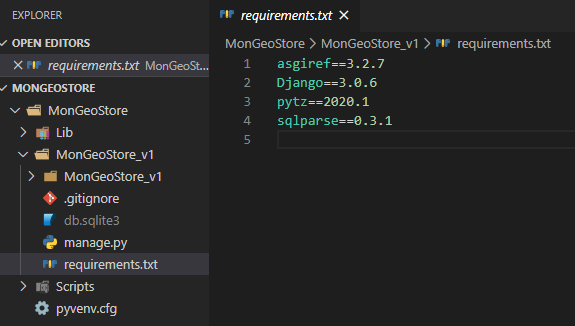 EXPLORER
OPEN EDITORS
requirements.txt MonGeoSt...
MONGEOSTORE
MonGeoStore
Lib
MonGeoStore_v1
MonGeoStore_v1
.gitignore
db.sqlite3
manage.py
requirements.txt
Scripts
pyvenv.cfg
requirements.txt
MonGeoStore > MonGeoStore_v1 > requirements.txt
1 asgiref==3.2.7
2 Django==3.0.6
3 pytz==2020.1
4 sqlparse==0.3.1
5